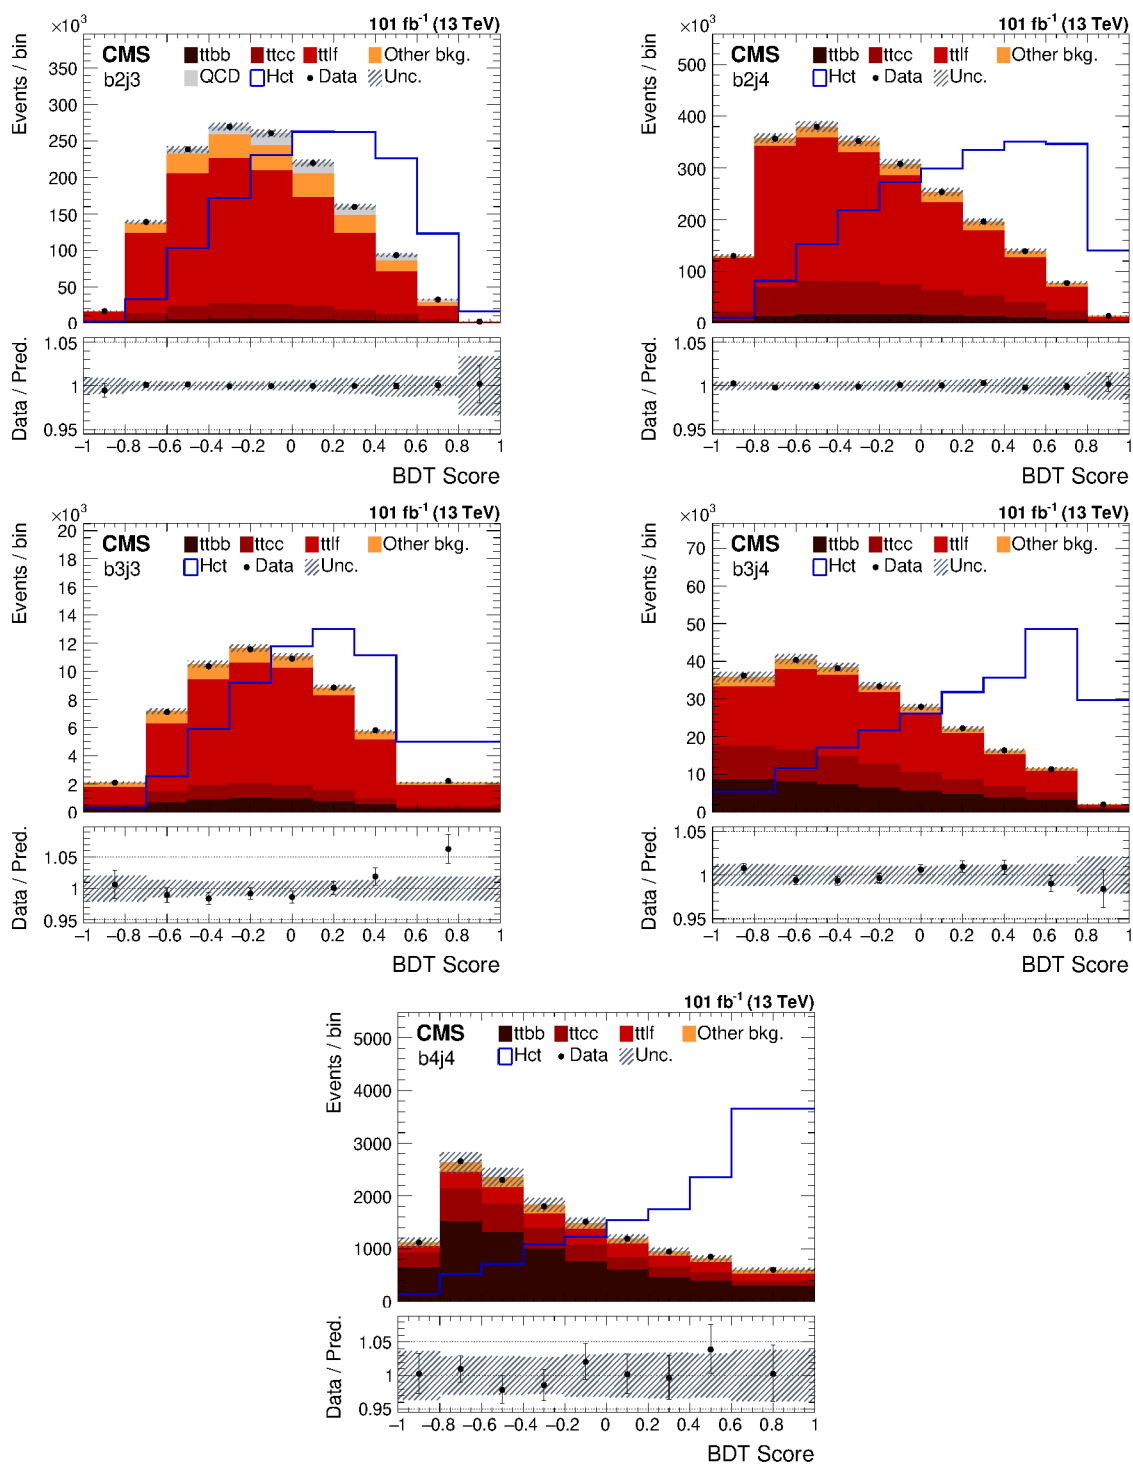 ×10³ 101 fb⁻¹ (13 TeV)
Events / bin
CMS ttbb ttcc ttlf Other bkg.
b2j3 QCD Hct Data Unc.
350
300
250
200
150
100
50
0
Data / Pred.
1.05
1
0.95
−1 −0.8 −0.6 −0.4 −0.2 0 0.2 0.4 0.6 0.8 1
BDT Score
×10³ 101 fb⁻¹ (13 TeV)
Events / bin
CMS ttbb ttcc ttlf Other bkg.
b2j4 Hct Data Unc.
500
400
300
200
100
0
Data / Pred.
1.05
1
0.95
−1 −0.8 −0.6 −0.4 −0.2 0 0.2 0.4 0.6 0.8 1
BDT Score
×10³ 101 fb⁻¹ (13 TeV)
Events / bin
CMS ttbb ttcc ttlf Other bkg.
b3j3 Hct Data Unc.
20
18
16
14
12
10
8
6
4
2
0
Data / Pred.
1.05
1
0.95
−1 −0.8 −0.6 −0.4 −0.2 0 0.2 0.4 0.6 0.8 1
BDT Score
×10³ 101 fb⁻¹ (13 TeV)
Events / bin
CMS ttbb ttcc ttlf Other bkg.
b3j4 Hct Data Unc.
70
60
50
40
30
20
10
0
Data / Pred.
1.05
1
0.95
−1 −0.8 −0.6 −0.4 −0.2 0 0.2 0.4 0.6 0.8 1
BDT Score
101 fb⁻¹ (13 TeV)
Events / bin
CMS ttbb ttcc ttlf Other bkg.
b4j4 Hct Data Unc.
5000
4000
3000
2000
1000
0
Data / Pred.
1.05
1
0.95
−1 −0.8 −0.6 −0.4 −0.2 0 0.2 0.4 0.6 0.8 1
BDT Score